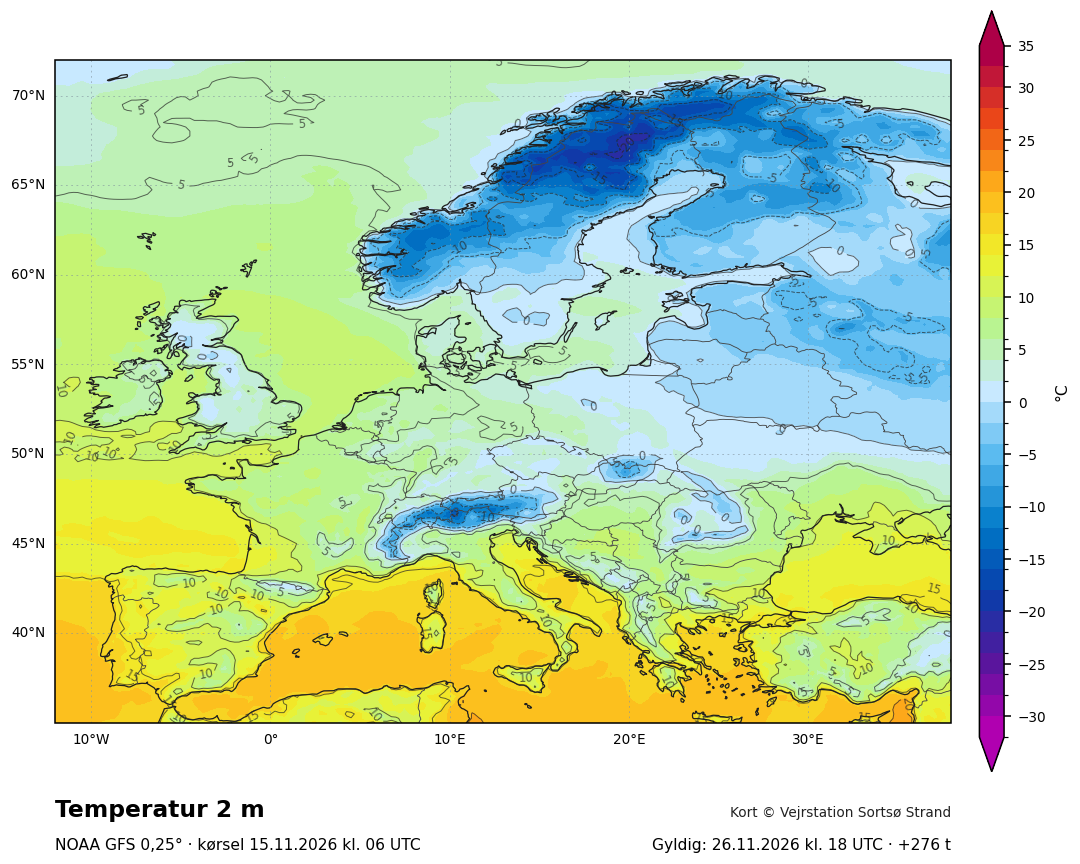 70°N
65°N
60°N
55°N
50°N
45°N
40°N
10°W 0° 10°E 20°E 30°E
35
30
25
20
15
10
5
0
−5
−10
−15
−20
−25
−30
°C
Temperatur 2 m
Kort © Vejrstation Sortsø Strand
NOAA GFS 0,25° · kørsel 15.11.2026 kl. 06 UTC
Gyldig: 26.11.2026 kl. 18 UTC · +276 t